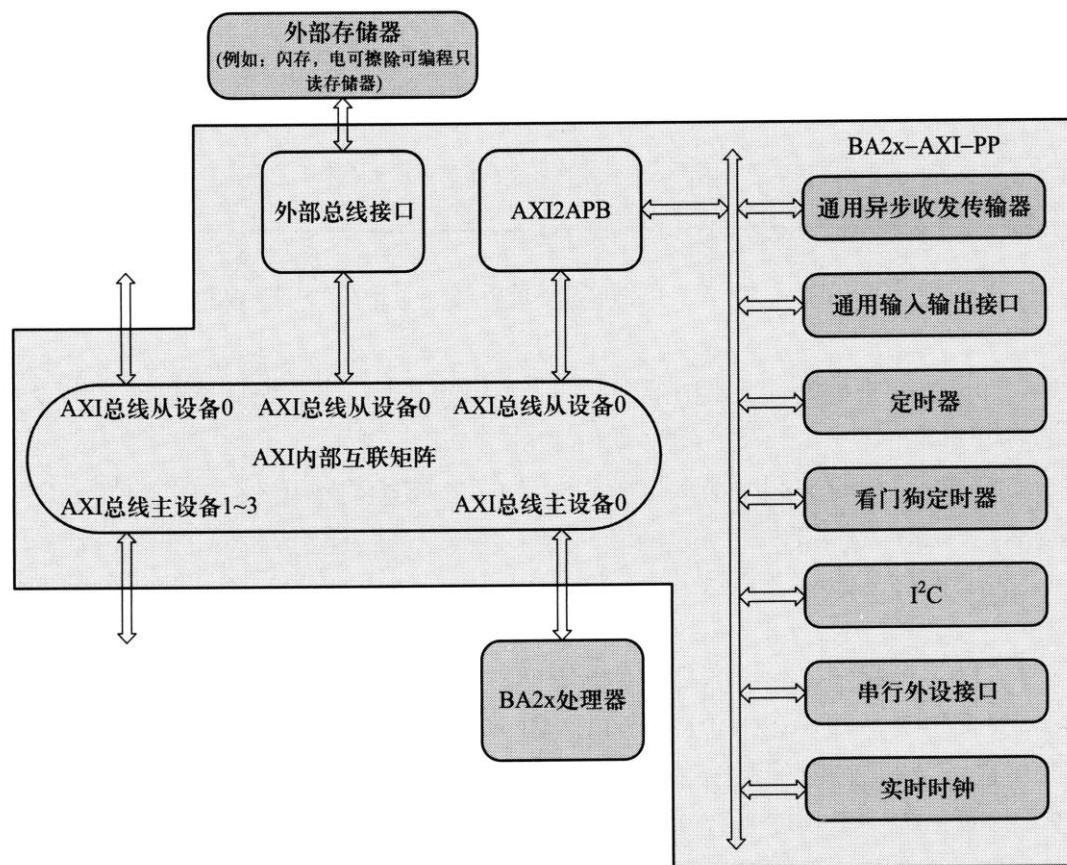 外部存储器
(例如：闪存，电可擦除可编程只
读存储器)
BA2x–AXI–PP
外部总线接口
AXI2APB
通用异步收发传输器
通用输入输出接口
定时器
看门狗定时器
I²C
串行外设接口
实时时钟
AXI总线从设备0
AXI总线从设备0
AXI总线从设备0
AXI内部互联矩阵
AXI总线主设备1~3
AXI总线主设备0
BA2x处理器